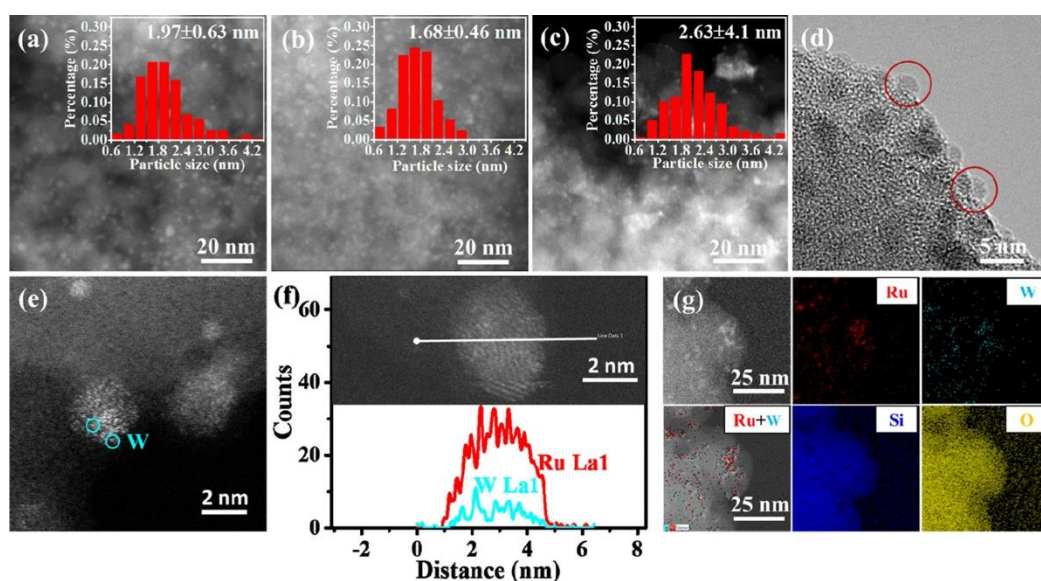 (a)
1.97±0.63 nm
Percentage (%)
0.30
0.25
0.20
0.15
0.10
0.05
0.00
0.6 1.2 1.8 2.4 3.0 3.6 4.2
Particle size (nm)
20 nm
(b)
1.68±0.46 nm
Percentage (%)
0.30
0.25
0.20
0.15
0.10
0.05
0.00
0.6 1.2 1.8 2.4 3.0 3.6 4.2
Particle size (nm)
20 nm
(c)
2.63±4.1 nm
Percentage (%)
0.30
0.25
0.20
0.15
0.10
0.05
0.00
0.6 1.2 1.8 2.4 3.0 3.6 4.2
Particle size (nm)
20 nm
(d)
5 nm
(e)
W
2 nm
(f)
Counts
60
40
20
0
Line Data 1
2 nm
Ru La1
W La1
-2 0 2 4 6 8
Distance (nm)
(g)
25 nm
Ru
W
Ru+W
25 nm
Si
O